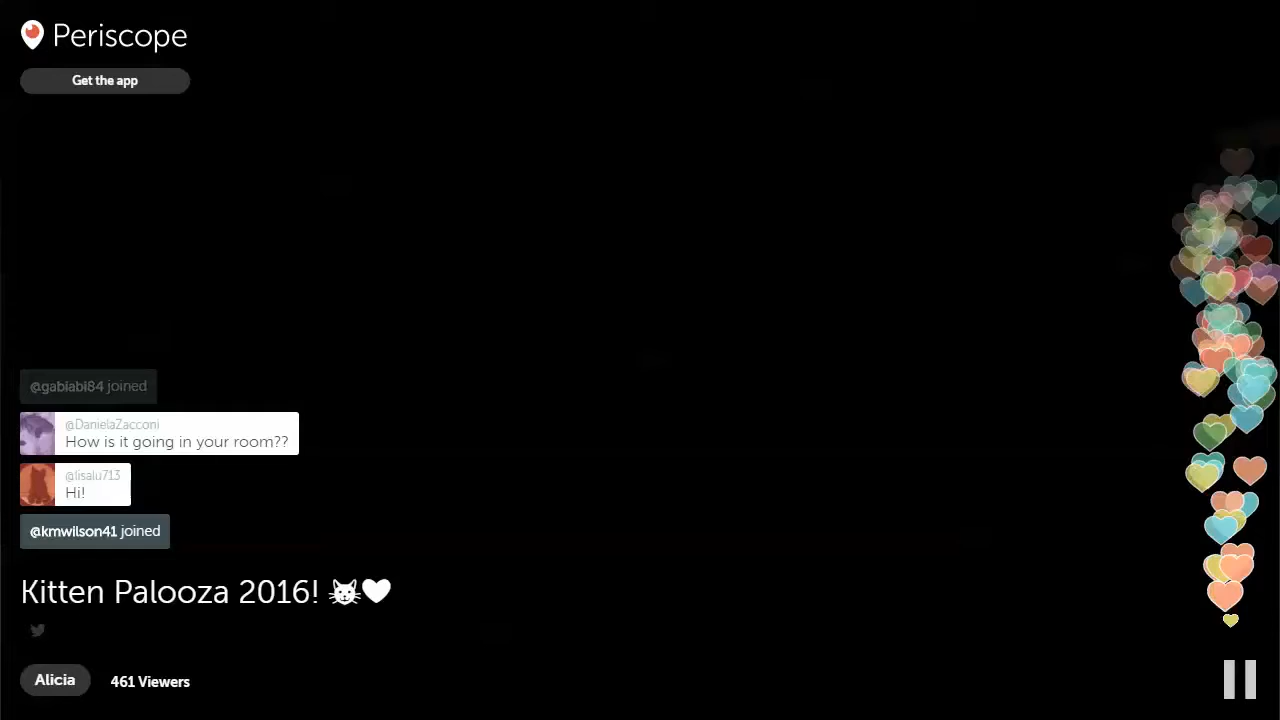 Periscope
Get the app
@gabiabi84 joined
@DanielaZacconi
How is it going in your room??
@lisalu713
Hi!
@kmwilson41 joined
Kitten Palooza 2016! 🐱❤
Alicia
461 Viewers